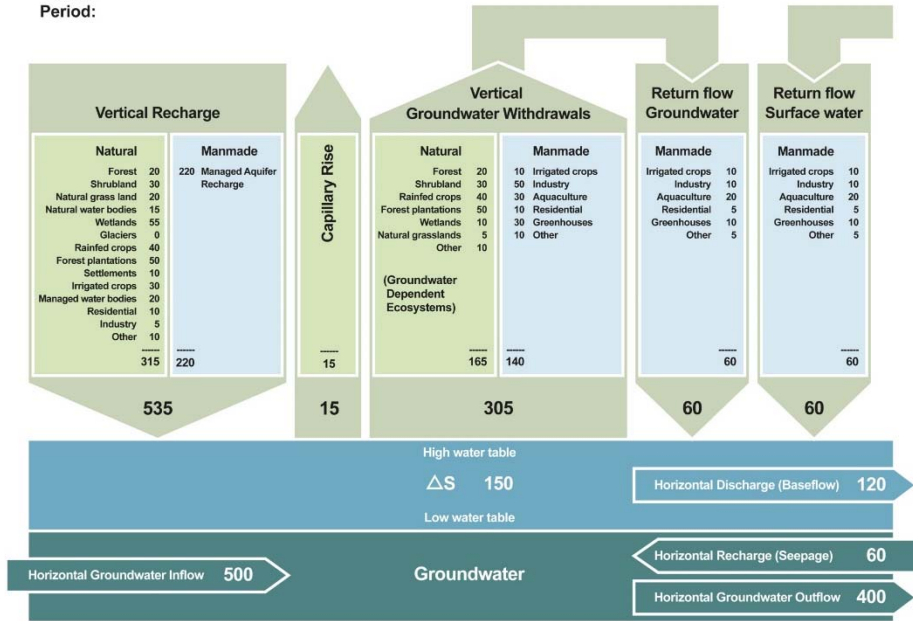 Period:
Vertical Recharge
Natural
Forest 20
Shrubland 30
Natural grass land 20
Natural water bodies 15
Wetlands 55
Glaciers 0
Rainfed crops 40
Forest plantations 50
Settlements 10
Irrigated crops 30
Managed water bodies 20
Residential 10
Industry 5
Other 10
------
315
Manmade
220 Managed Aquifer
Recharge
------
220
535
Capillary Rise
------
15
15
Vertical
Groundwater Withdrawals
Natural
Forest 20
Shrubland 30
Rainfed crops 40
Forest plantations 50
Wetlands 10
Natural grasslands 5
Other 10
(Groundwater
Dependent
Ecosystems)
------
165
Manmade
10 Irrigated crops
50 Industry
30 Aquaculture
10 Residential
30 Greenhouses
10 Other
------
140
305
Return flow
Groundwater
Manmade
Irrigated crops 10
Industry 10
Aquaculture 20
Residential 5
Greenhouses 10
Other 5
------
60
60
Return flow
Surface water
Manmade
Irrigated crops 10
Industry 10
Aquaculture 20
Residential 5
Greenhouses 10
Other 5
------
60
60
High water table
△S 150
Low water table
Horizontal Discharge (Baseflow) 120
Horizontal Groundwater Inflow 500
Groundwater
Horizontal Recharge (Seepage) 60
Horizontal Groundwater Outflow 400